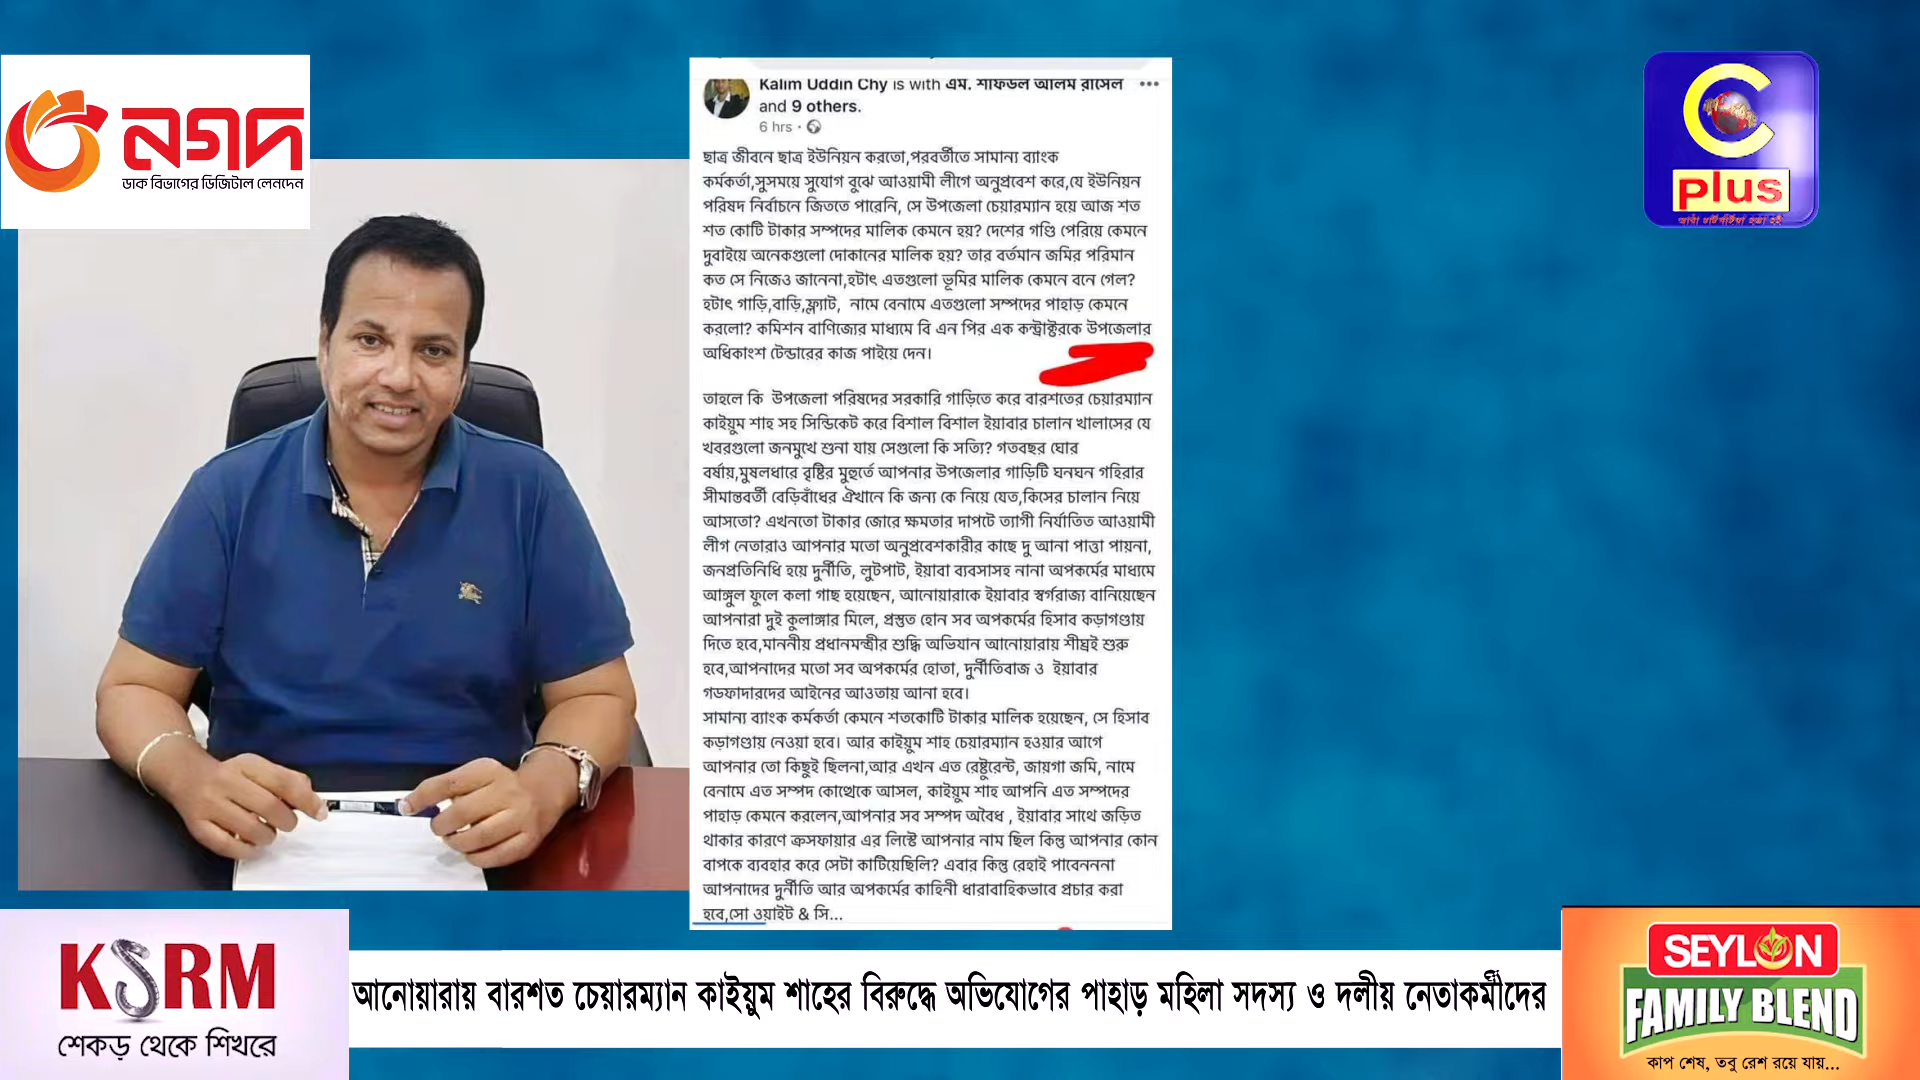 নগদ
ডাক বিভাগের ডিজিটাল লেনদেন
Kalim Uddin Chy is with এম. শাফডল আলম রাসেল
and 9 others.
6 hrs
ছাত্র জীবনে ছাত্র ইউনিয়ন করতো,পরবর্তীতে সামান্য ব্যাংক
কর্মকর্তা,সুসময়ে সুযোগ বুঝে আওয়ামী লীগে অনুপ্রবেশ করে,যে ইউনিয়ন
পরিষদ নির্বাচনে জিততে পারেনি, সে উপজেলা চেয়ারম্যান হয়ে আজ শত
শত কোটি টাকার সম্পদের মালিক কেমনে হয়? দেশের গণ্ডি পেরিয়ে কেমনে
দুবাইয়ে অনেকগুলো দোকানের মালিক হয়? তার বর্তমান জমির পরিমান
কত সে নিজেও জানেনা,হটাৎ এতগুলো ভূমির মালিক কেমনে বনে গেল?
হটাৎ গাড়ি,বাড়ি,ফ্ল্যাট, নামে বেনামে এতগুলো সম্পদের পাহাড় কেমনে
করলো? কমিশন বাণিজ্যের মাধ্যমে বি এন পির এক কন্ট্রাক্টরকে উপজেলার
অধিকাংশ টেন্ডারের কাজ পাইয়ে দেন।
তাহলে কি উপজেলা পরিষদের সরকারি গাড়িতে করে বারশতের চেয়ারম্যান
কাইয়ুম শাহ সহ সিন্ডিকেট করে বিশাল বিশাল ইয়াবার চালান খালাসের যে
খবরগুলো জনমুখে শুনা যায় সেগুলো কি সত্যি? গতবছর ঘোর
বর্ষায়,মুষলধারে বৃষ্টির মুহুর্তে আপনার উপজেলার গাড়িটি ঘনঘন গহিরার
সীমান্তবর্তী বেড়িবাঁধের ঐখানে কি জন্য কে নিয়ে যেত,কিসের চালান নিয়ে
আসতো? এখনতো টাকার জোরে ক্ষমতার দাপটে ত্যাগী নির্যাতিত আওয়ামী
লীগ নেতারাও আপনার মতো অনুপ্রবেশকারীর কাছে দু আনা পাত্তা পায়না,
জনপ্রতিনিধি হয়ে দুর্নীতি, লুটপাট, ইয়াবা ব্যবসাসহ নানা অপকর্মের মাধ্যমে
আঙ্গুল ফুলে কলা গাছ হয়েছেন, আনোয়ারাকে ইয়াবার স্বর্গরাজ্য বানিয়েছেন
আপনারা দুই কুলাঙ্গার মিলে, প্রস্তুত হোন সব অপকর্মের হিসাব কড়াগণ্ডায়
দিতে হবে,মাননীয় প্রধানমন্ত্রীর শুদ্ধি অভিযান আনোয়ারায় শীঘ্রই শুরু
হবে,আপনাদের মতো সব অপকর্মের হোতা, দুর্নীতিবাজ ও ইয়াবার
গডফাদারদের আইনের আওতায় আনা হবে।
সামান্য ব্যাংক কর্মকর্তা কেমনে শতকোটি টাকার মালিক হয়েছেন, সে হিসাব
কড়াগণ্ডায় নেওয়া হবে। আর কাইয়ুম শাহ চেয়ারম্যান হওয়ার আগে
আপনার তো কিছুই ছিলনা,আর এখন এত রেষ্টুরেন্ট, জায়গা জমি, নামে
বেনামে এত সম্পদ কোত্থেকে আসল, কাইয়ুম শাহ আপনি এত সম্পদের
পাহাড় কেমনে করলেন,আপনার সব সম্পদ অবৈধ , ইয়াবার সাথে জড়িত
থাকার কারণে ক্রসফায়ার এর লিস্টে আপনার নাম ছিল কিন্তু আপনার কোন
বাপকে ব্যবহার করে সেটা কাটিয়েছিলি? এবার কিন্তু রেহাই পাবেনননা
আপনাদের দুর্নীতি আর অপকর্মের কাহিনী ধারাবাহিকভাবে প্রচার করা
হবে,সো ওয়াইট & সি...
C
plus
KSRM
শেকড় থেকে শিখরে
আনোয়ারায় বারশত চেয়ারম্যান কাইয়ুম শাহের বিরুদ্ধে অভিযোগের পাহাড় মহিলা সদস্য ও দলীয় নেতাকর্মীদের
SEYLON
FAMILY BLEND
কাপ শেষ, তবু রেশ রয়ে যায়...